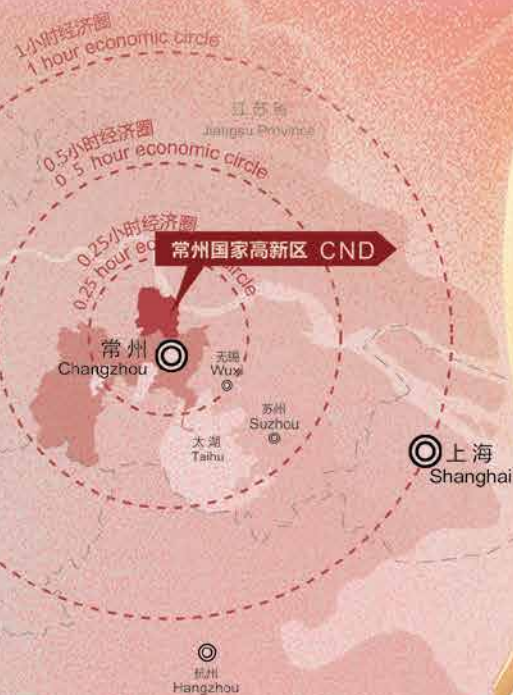 1小时经济圈
1 hour economic circle
江苏省
Jiangsu Province
0.5小时经济圈
0.5 hour economic circle
0.25小时经济圈
0.25 hour
常州国家高新区 CND
常州
Changzhou
无锡
Wuxi
苏州
Suzhou
太湖
Taihu
上海
Shanghai
杭州
Hangzhou